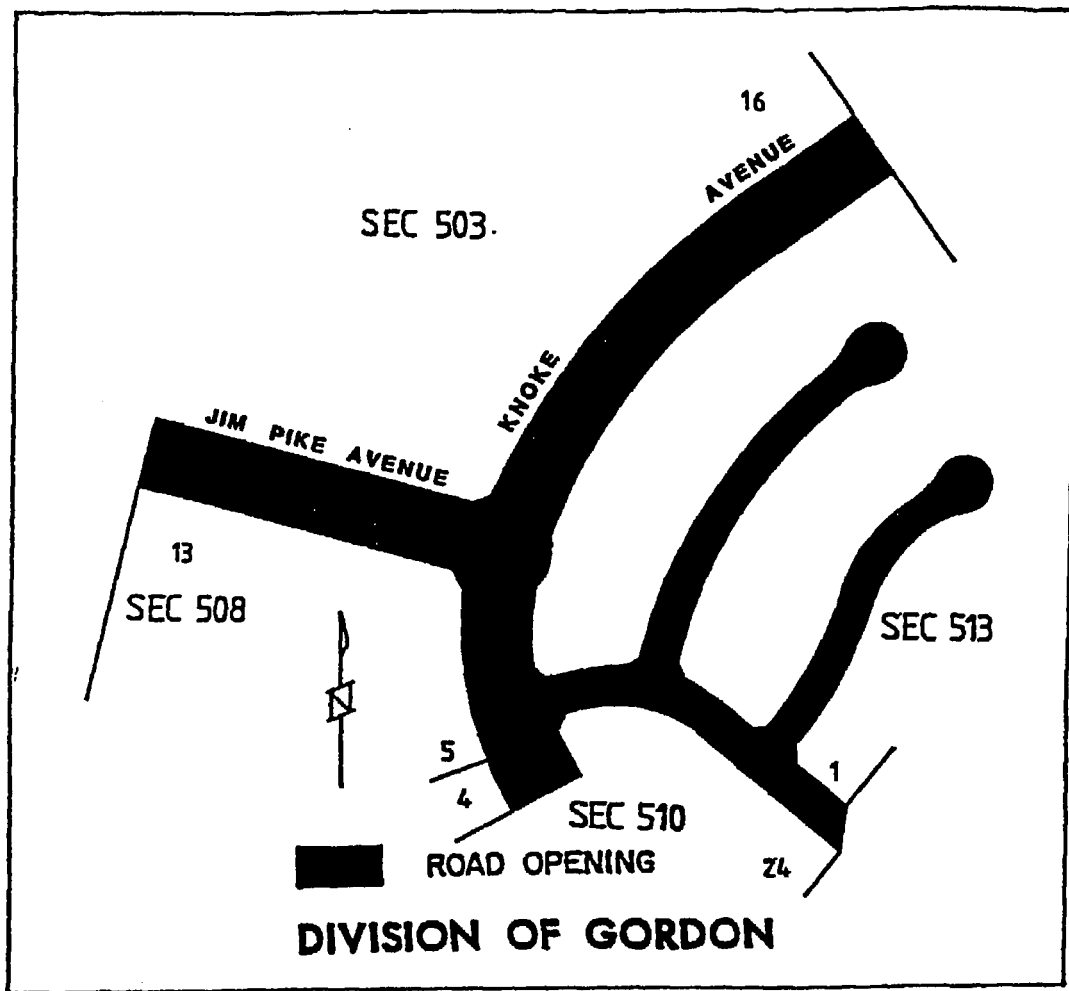 16
AVENUE
SEC 503.
KNOKE
JIM PIKE AVENUE
13
SEC 508
SEC 513
5
4
1
SEC 510
24
ROAD OPENING
DIVISION OF GORDON